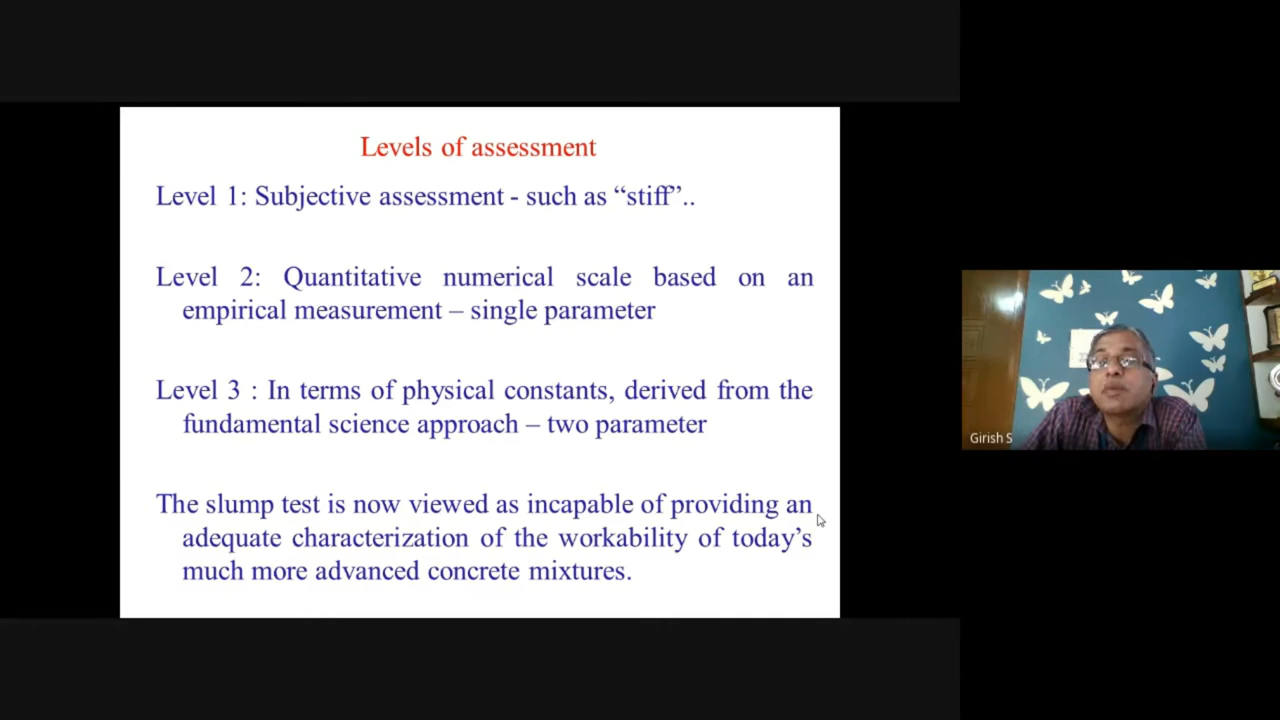 Levels of assessment
Level 1: Subjective assessment - such as “stiff”..
Level 2: Quantitative numerical scale based on an
empirical measurement – single parameter
Level 3 : In terms of physical constants, derived from the
fundamental science approach – two parameter
The slump test is now viewed as incapable of providing an
adequate characterization of the workability of today’s
much more advanced concrete mixtures.
Girish S